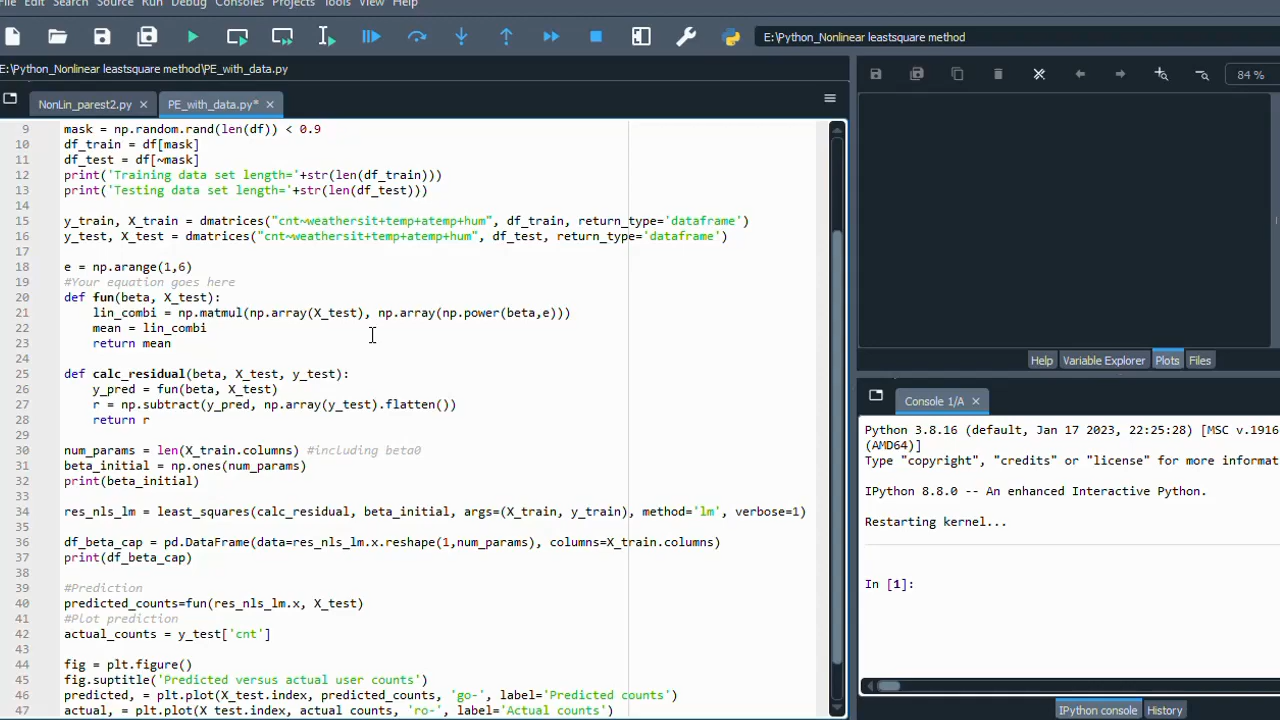 File Edit Search Source Run Debug Consoles Projects Tools View Help
E:\Python_Nonlinear leastsquare method
E:\Python_Nonlinear leastsquare method\PE_with_data.py
84 %
NonLin_parest2.py
PE_with_data.py*
9 mask = np.random.rand(len(df)) < 0.9
10 df_train = df[mask]
11 df_test = df[~mask]
12 print('Training data set length='+str(len(df_train)))
13 print('Testing data set length='+str(len(df_test)))
14
15 y_train, X_train = dmatrices("cnt~weathersit+temp+atemp+hum", df_train, return_type='dataframe')
16 y_test, X_test = dmatrices("cnt~weathersit+temp+atemp+hum", df_test, return_type='dataframe')
17
18 e = np.arange(1,6)
19 #Your equation goes here
20 def fun(beta, X_test):
21 lin_combi = np.matmul(np.array(X_test), np.array(np.power(beta,e)))
22 mean = lin_combi
23 return mean
24
25 def calc_residual(beta, X_test, y_test):
26 y_pred = fun(beta, X_test)
27 r = np.subtract(y_pred, np.array(y_test).flatten())
28 return r
29
30 num_params = len(X_train.columns) #including beta0
31 beta_initial = np.ones(num_params)
32 print(beta_initial)
33
34 res_nls_lm = least_squares(calc_residual, beta_initial, args=(X_train, y_train), method='lm', verbose=1)
35
36 df_beta_cap = pd.DataFrame(data=res_nls_lm.x.reshape(1,num_params), columns=X_train.columns)
37 print(df_beta_cap)
38
39 #Prediction
40 predicted_counts=fun(res_nls_lm.x, X_test)
41 #Plot prediction
42 actual_counts = y_test['cnt']
43
44 fig = plt.figure()
45 fig.suptitle('Predicted versus actual user counts')
46 predicted, = plt.plot(X_test.index, predicted_counts, 'go-', label='Predicted counts')
47 actual, = plt.plot(X_test.index, actual_counts, 'ro-', label='Actual counts')
Help Variable Explorer Plots Files
Console 1/A
Python 3.8.16 (default, Jan 17 2023, 22:25:28) [MSC v.1916
(AMD64)]
Type "copyright", "credits" or "license" for more informat
IPython 8.8.0 -- An enhanced Interactive Python.
Restarting kernel...
In [1]:
IPython console History